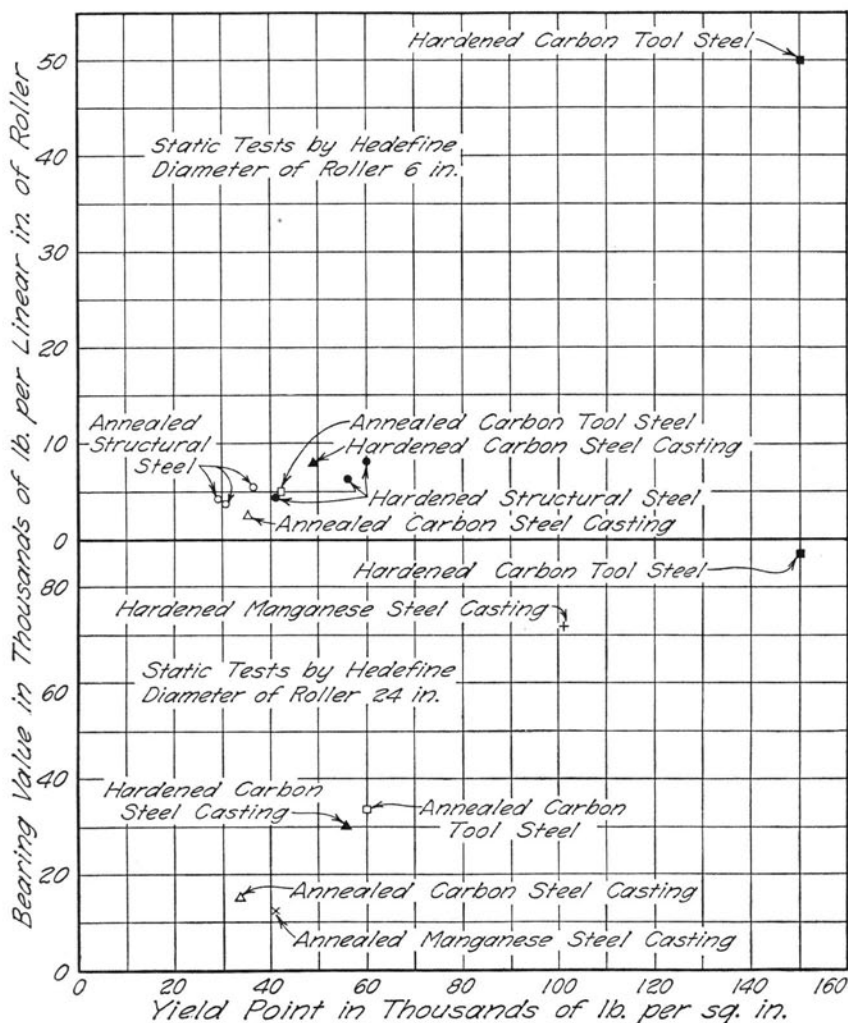 Hardened Carbon Tool Steel
50
Static Tests by Hedefine
Diameter of Roller 6 in.
40
30
20
Annealed
Structural
Steel
Annealed Carbon Tool Steel
10
Hardened Carbon Steel Casting
Hardened Structural Steel
Annealed Carbon Steel Casting
0
Hardened Carbon Tool Steel
80
Hardened Manganese Steel Casting
Static Tests by Hedefine
Diameter of Roller 24 in.
60
40
Hardened Carbon
Steel Casting
Annealed Carbon
Tool Steel
20
Annealed Carbon Steel Casting
Annealed Manganese Steel Casting
0
0 20 40 60 80 100 120 140 160
Yield Point in Thousands of lb. per sq. in.
Bearing Value in Thousands of lb. per Linear in. of Roller